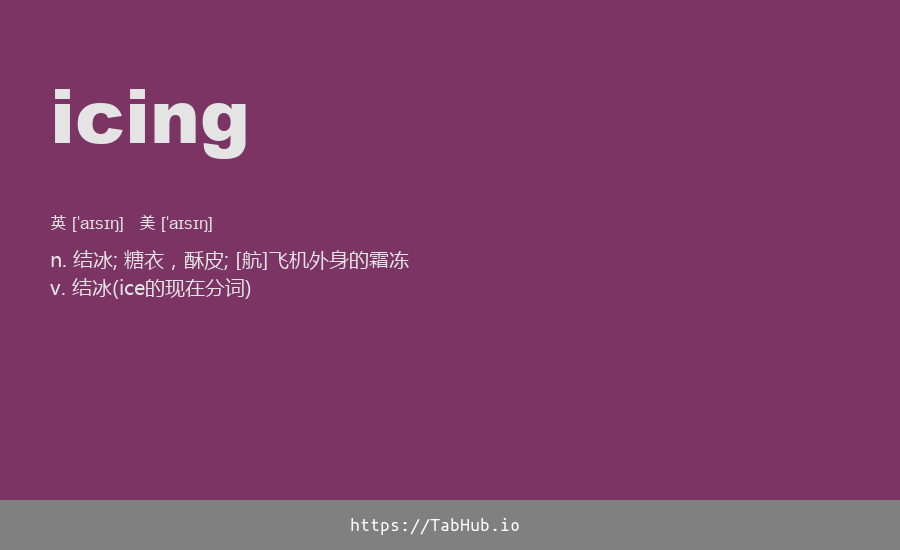 icing
英 [ˈaɪsɪŋ] 美 [ˈaɪsɪŋ]
n. 结冰; 糖衣，酥皮; [航]飞机外身的霜冻
v. 结冰(ice的现在分词)
https://TabHub.io